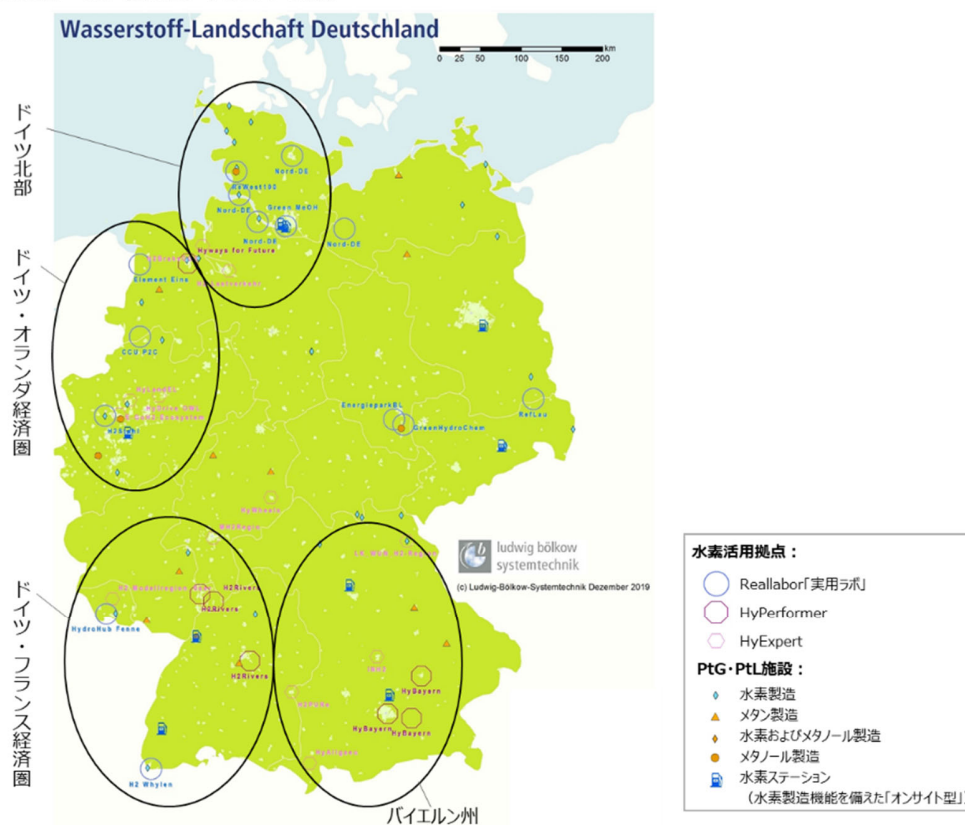 Wasserstoff-Landschaft Deutschland
km
0 25 50 100 150 200
ドイツ北部
Nord-DE
ReWest100
Nord-DE
Green MeOH
Nord-DE
Nord-DE
Hyways for Future
Element Eins
ドイツ・オランダ経済圏
CCU P2C
EnergieparkBL
GreenHydroChem
RefLau
HyWheels
ludwig bölkow
systemtechnik
(c) Ludwig-Bölkow-Systemtechnik Dezember 2019
ドイツ・フランス経済圏
H2Rivers
H2Rivers
HydroHub Fenne
H2Rivers
HyBayern
HyBayern
HyBayern
H2 Whylen
バイエルン州
水素活用拠点：
Reallabor「実用ラボ」
HyPerformer
HyExpert
PtG・PtL施設：
水素製造
メタン製造
水素およびメタノール製造
メタノール製造
水素ステーション
（水素製造機能を備えた「オンサイト型」）